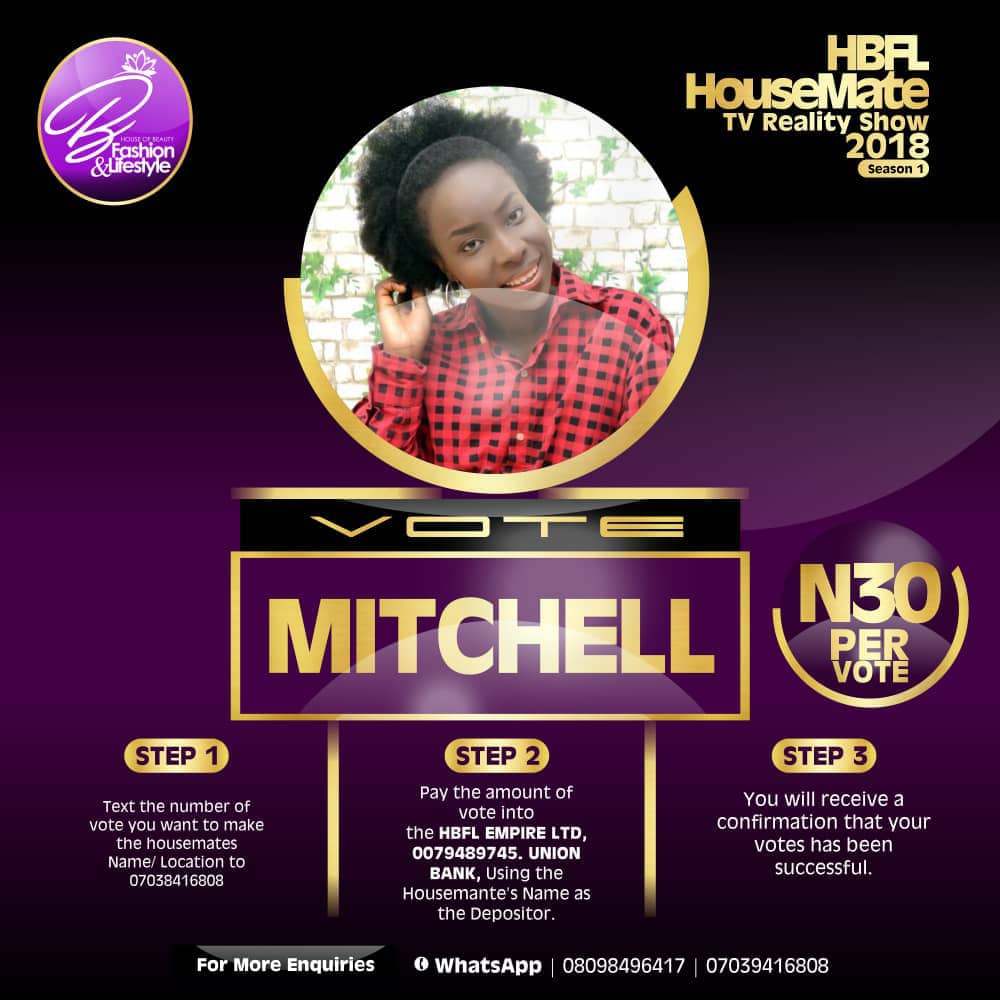 HOUSE OF BEAUTY
Fashion
&Lifestyle
HBFL
HouseMate
TV Reality Show
2018
Season 1
VOTE
MITCHELL
N30
PER
VOTE
STEP 1
Text the number of
vote you want to make
the housemates
Name/ Location to
07038416808
STEP 2
Pay the amount of
vote into
the HBFL EMPIRE LTD,
0079489745. UNION
BANK, Using the
Housemante's Name as
the Depositor.
STEP 3
You will receive a
confirmation that your
votes has been
successful.
For More Enquiries WhatsApp | 08098496417 | 07039416808